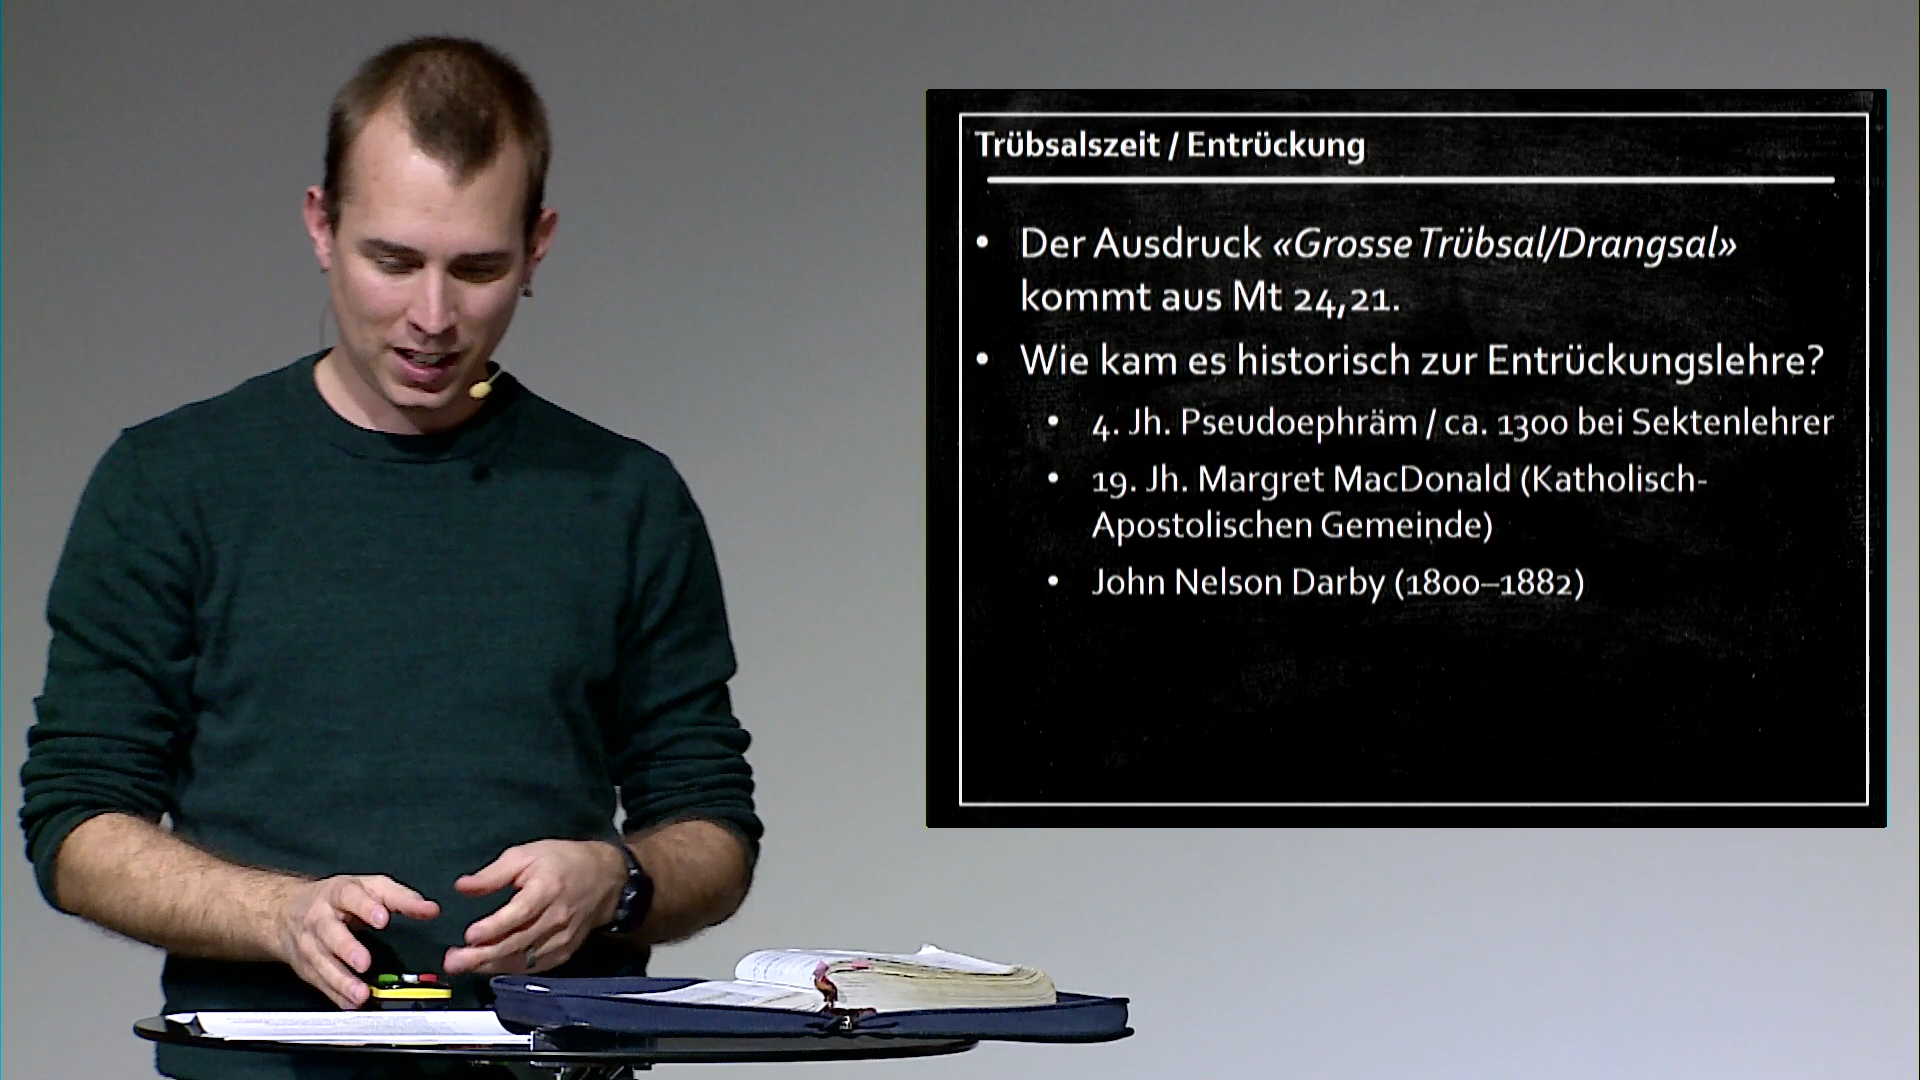 Trübsalszeit / Entrückung
• Der Ausdruck «Grosse Trübsal/Drangsal»
kommt aus Mt 24,21.
• Wie kam es historisch zur Entrückungslehre?
• 4. Jh. Pseudoephräm / ca. 1300 bei Sektenlehrer
• 19. Jh. Margret MacDonald (Katholisch-
Apostolischen Gemeinde)
• John Nelson Darby (1800–1882)